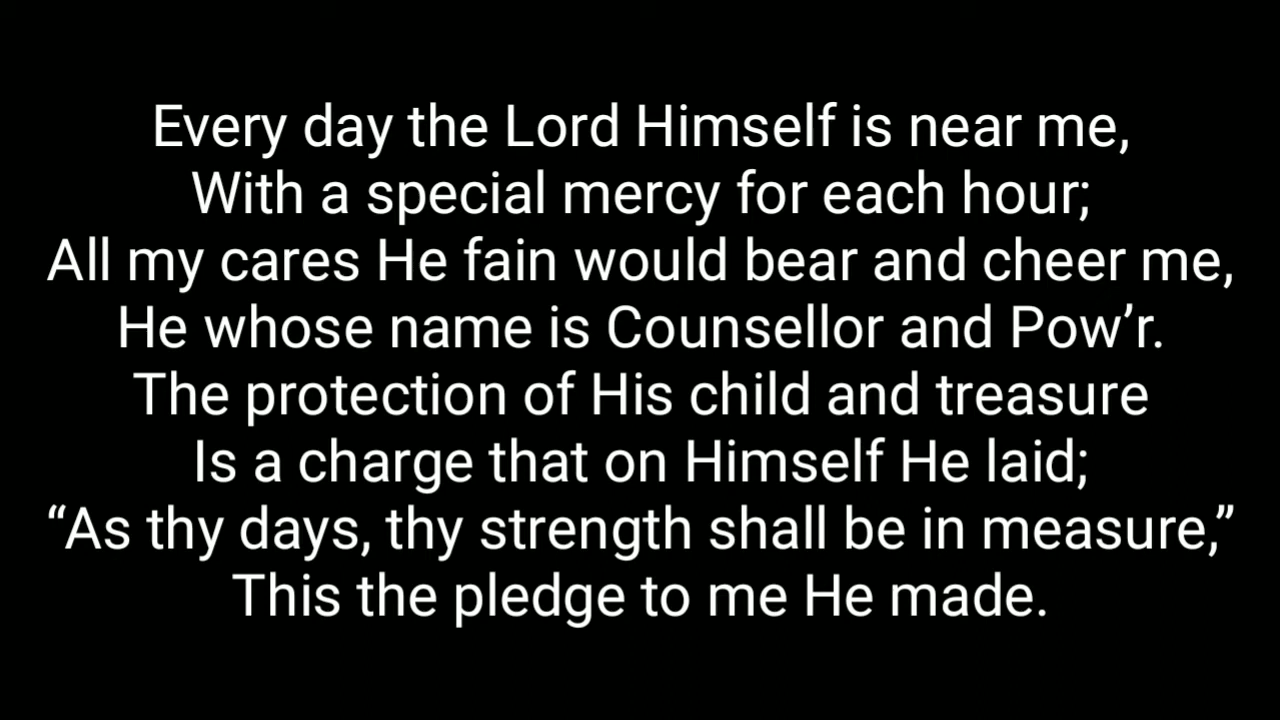 Every day the Lord Himself is near me,
With a special mercy for each hour;
All my cares He fain would bear and cheer me,
He whose name is Counsellor and Pow’r.
The protection of His child and treasure
Is a charge that on Himself He laid;
“As thy days, thy strength shall be in measure,”
This the pledge to me He made.